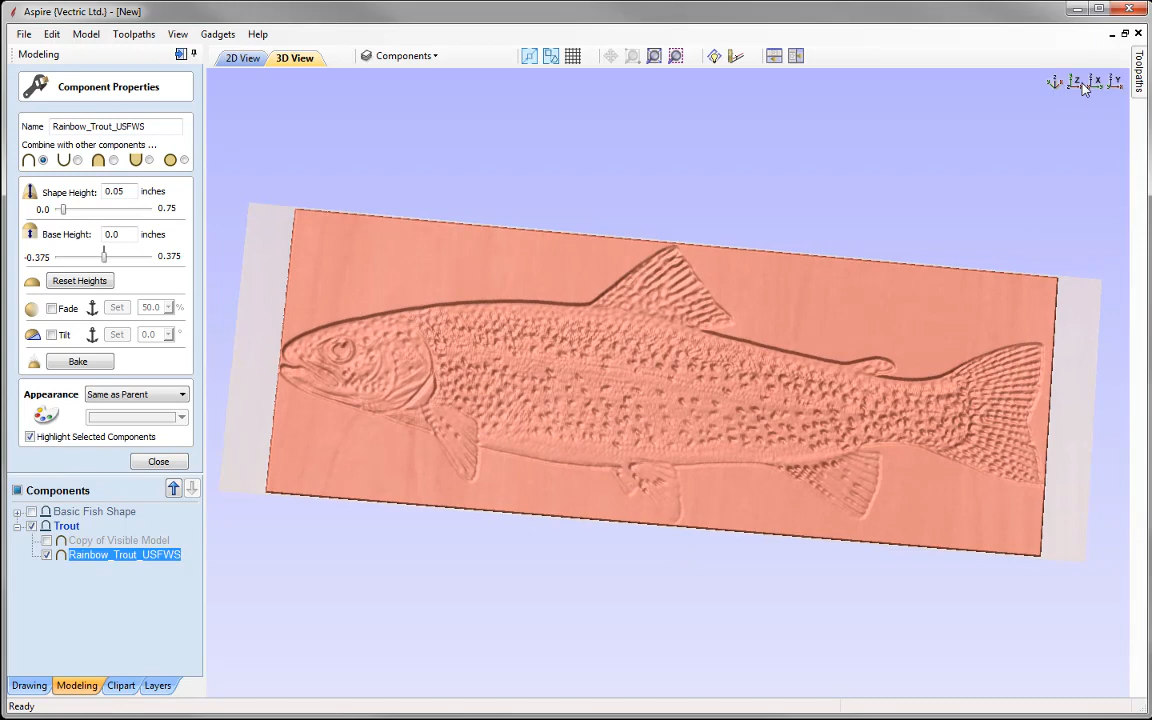 Aspire {Vectric Ltd.} - [New]
File Edit Model Toolpaths View Gadgets Help
Modeling
2D View 3D View Components
Z X Y
Toolpaths
Component Properties
Name Rainbow_Trout_USFWS
Combine with other components ...
Shape Height: 0.05 inches
0.0 0.75
Base Height: 0.0 inches
-0.375 0.375
Reset Heights
Fade Set 50.0 %
Tilt Set 0.0 °
Bake
Appearance Same as Parent
Highlight Selected Components
Close
Components
Basic Fish Shape
Trout
Copy of Visible Model
Rainbow_Trout_USFWS
Drawing Modeling Clipart Layers
Ready